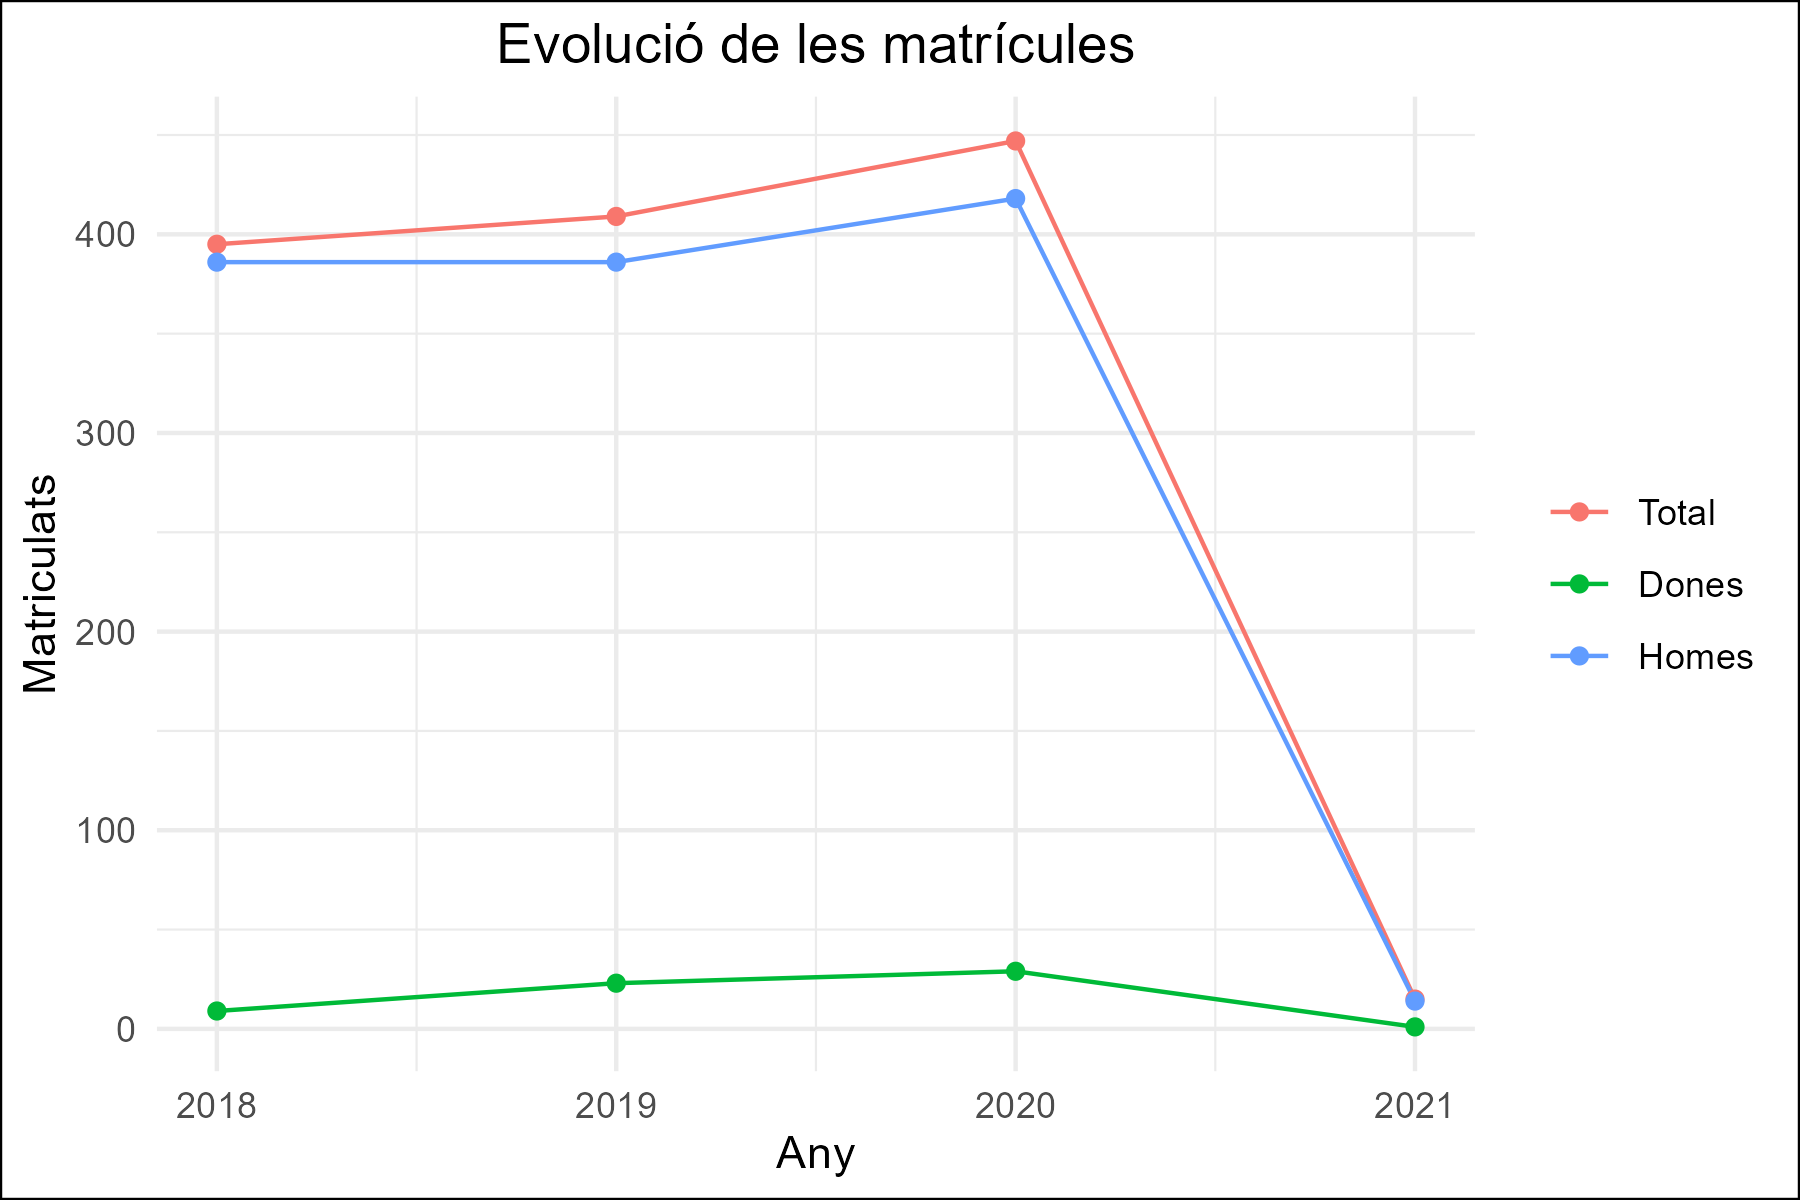 Evolució de les matrícules
Matriculats
400
300
200
100
0
2018
2019
2020
2021
Any
Total
Dones
Homes